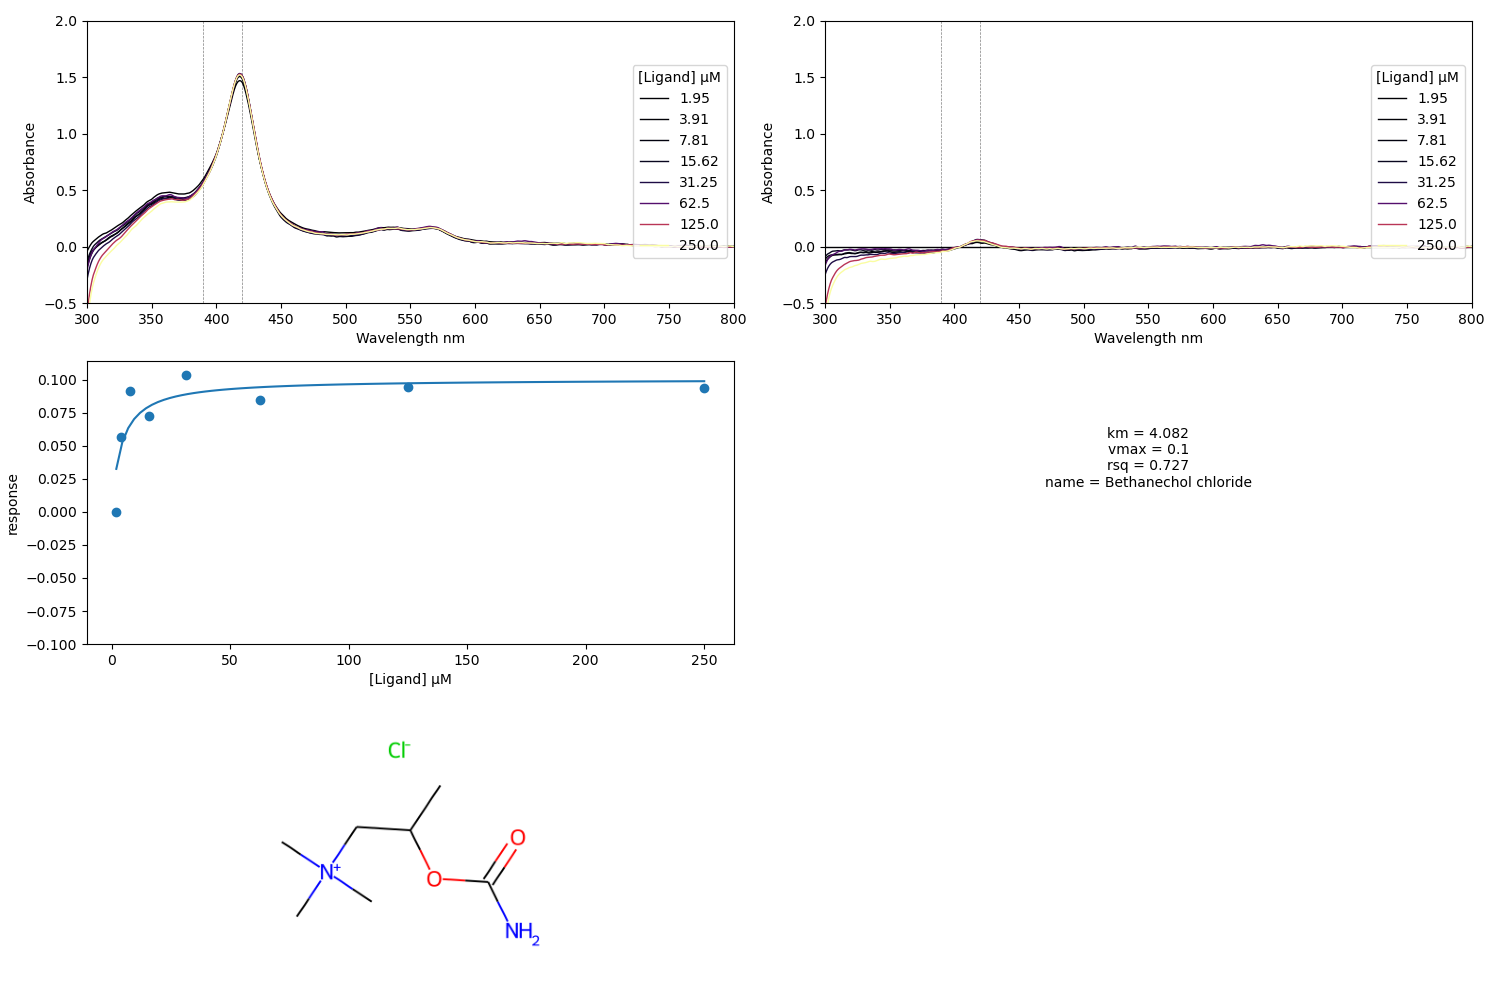 2.0
1.5
1.0
0.5
0.0
−0.5
Absorbance
300 350 400 450 500 550 600 650 700 750 800
Wavelength nm
[Ligand] µM
1.95
3.91
7.81
15.62
31.25
62.5
125.0
250.0
2.0
1.5
1.0
0.5
0.0
−0.5
Absorbance
300 350 400 450 500 550 600 650 700 750 800
Wavelength nm
[Ligand] µM
1.95
3.91
7.81
15.62
31.25
62.5
125.0
250.0
0.100
0.075
0.050
0.025
0.000
−0.025
−0.050
−0.075
−0.100
response
0 50 100 150 200 250
[Ligand] µM
km = 4.082
vmax = 0.1
rsq = 0.727
name = Bethanechol chloride
Cl⁻
O
N⁺
O
NH₂